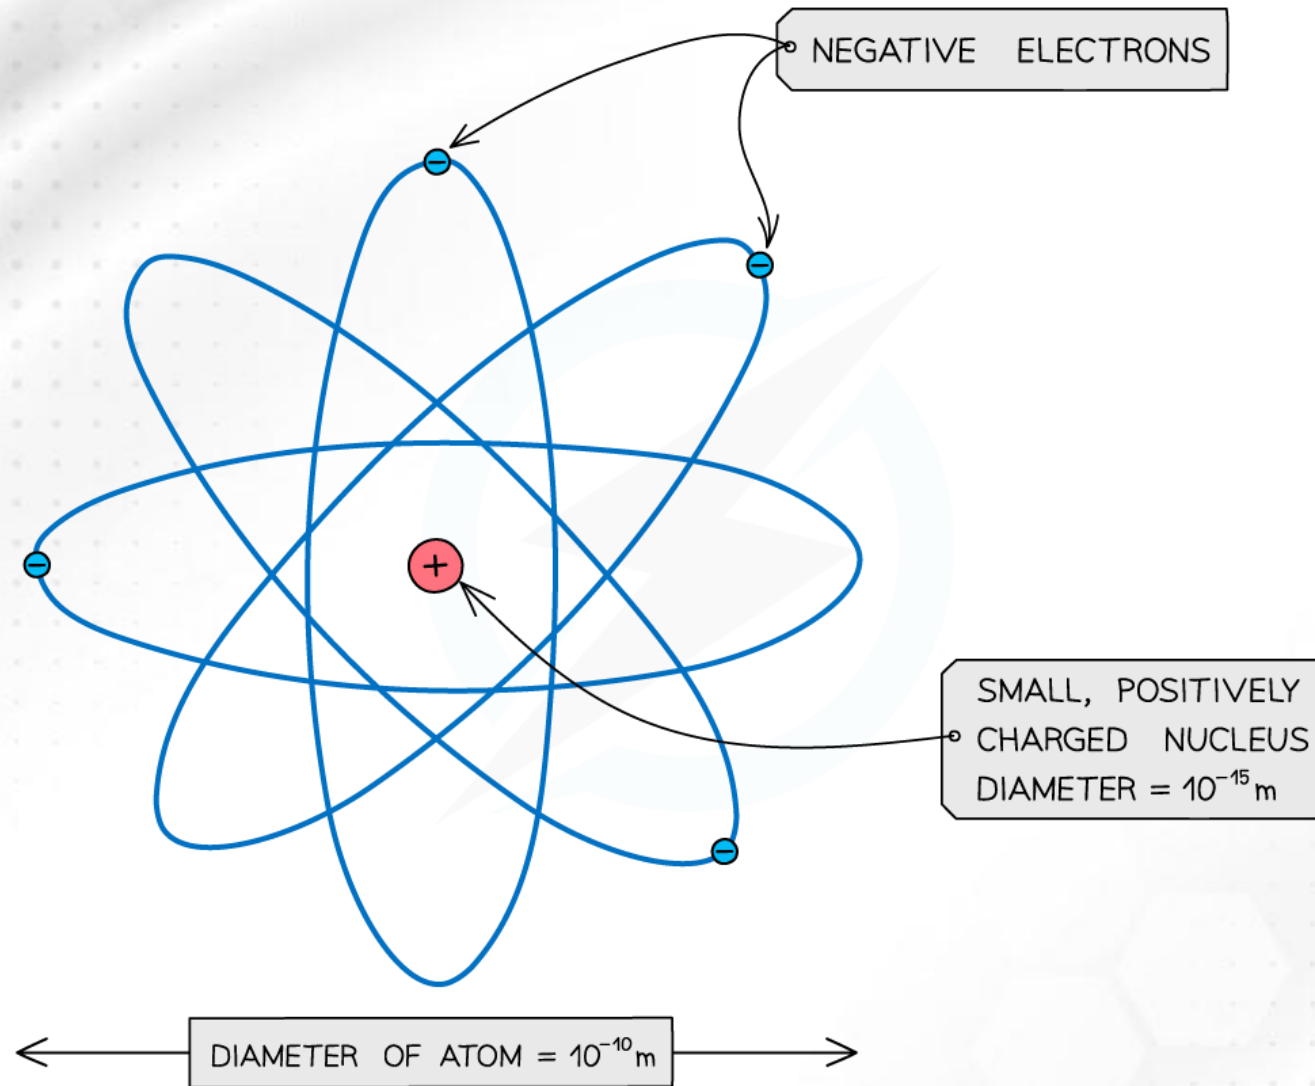 NEGATIVE ELECTRONS
−
−
−
+
SMALL, POSITIVELY
CHARGED NUCLEUS
DIAMETER = 10⁻¹⁵m
−
DIAMETER OF ATOM = 10⁻¹⁰m